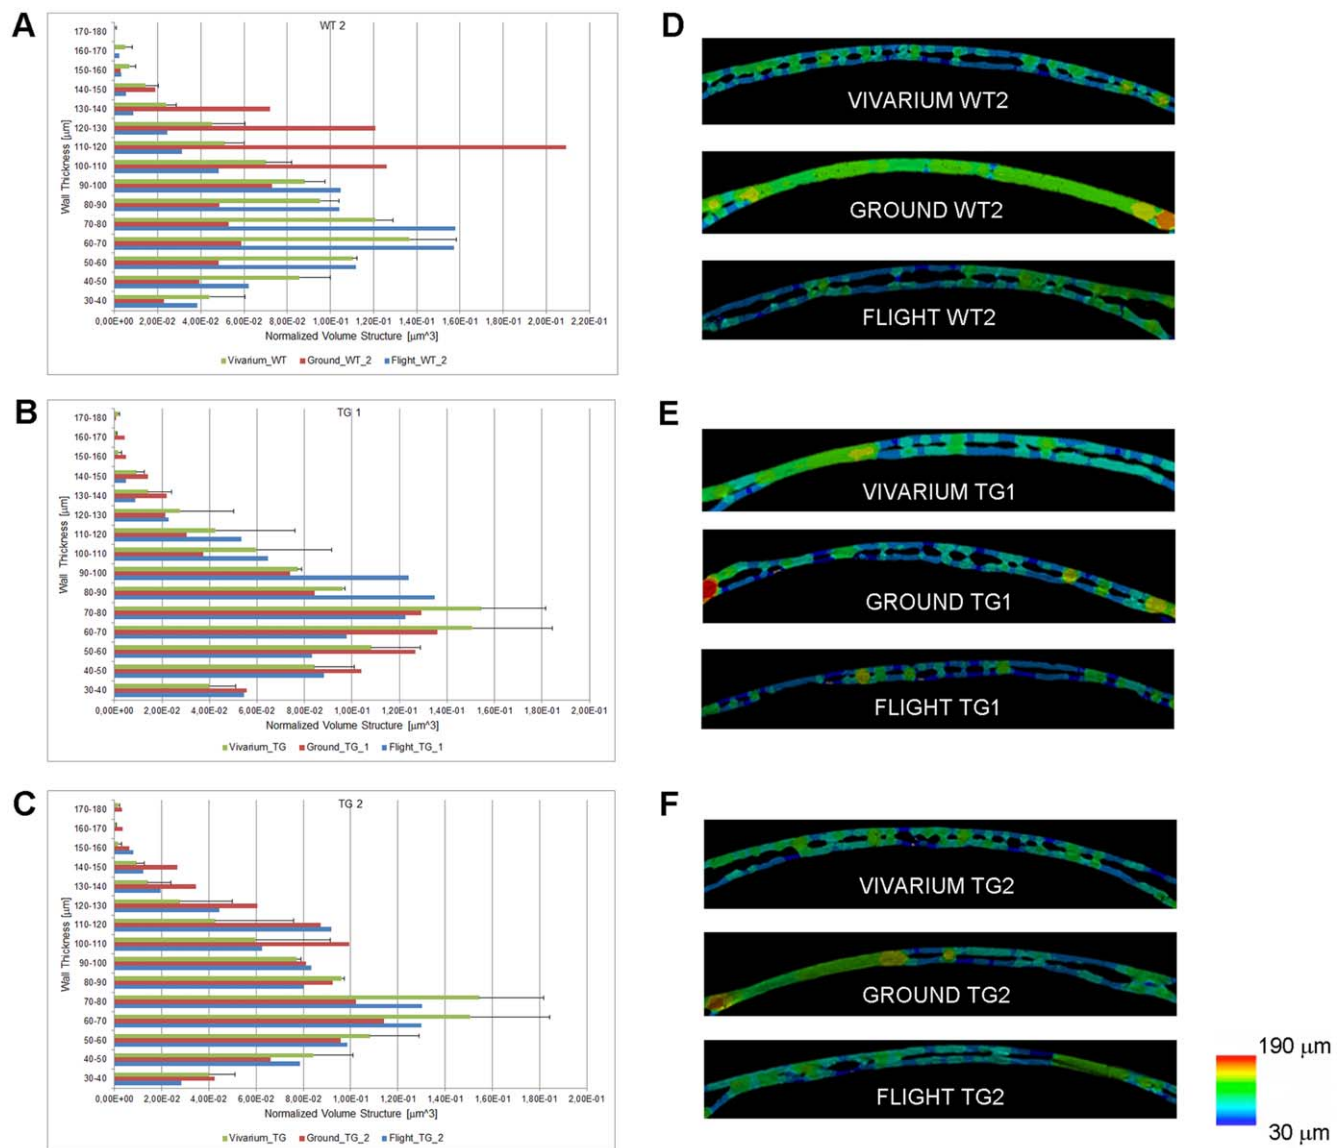 A
WT 2
Wall Thickness [µm]
170-180
160-170
150-160
140-150
130-140
120-130
110-120
100-110
90-100
80-90
70-80
60-70
50-60
40-50
30-40
0,00E+00 2,00E-02 4,00E-02 6,00E-02 8,00E-02 1,00E-01 1,20E-01 1,40E-01 1,60E-01 1,80E-01 2,00E-01 2,20E-01
Normalized Volume Structure [µm^3]
Vivarium_WT Ground_WT_2 Flight_WT_2
D
VIVARIUM WT2
GROUND WT2
FLIGHT WT2
B
TG 1
Wall Thickness [µm]
170-180
160-170
150-160
140-150
130-140
120-130
110-120
100-110
90-100
80-90
70-80
60-70
50-60
40-50
30-40
0,00E+00 2,00E-02 4,00E-02 6,00E-02 8,00E-02 1,00E-01 1,20E-01 1,40E-01 1,60E-01 1,80E-01 2,00E-01
Normalized Volume Structure [µm^3]
Vivarium_TG Ground_TG_1 Flight_TG_1
E
VIVARIUM TG1
GROUND TG1
FLIGHT TG1
C
TG 2
Wall Thickness [µm]
170-180
160-170
150-160
140-150
130-140
120-130
110-120
100-110
90-100
80-90
70-80
60-70
50-60
40-50
30-40
0,00E+00 2,00E-02 4,00E-02 6,00E-02 8,00E-02 1,00E-01 1,20E-01 1,40E-01 1,60E-01 1,80E-01 2,00E-01
Normalized Volume Structure [µm^3]
Vivarium_TG Ground_TG_2 Flight_TG_2
F
VIVARIUM TG2
GROUND TG2
FLIGHT TG2
190 µm
30 µm